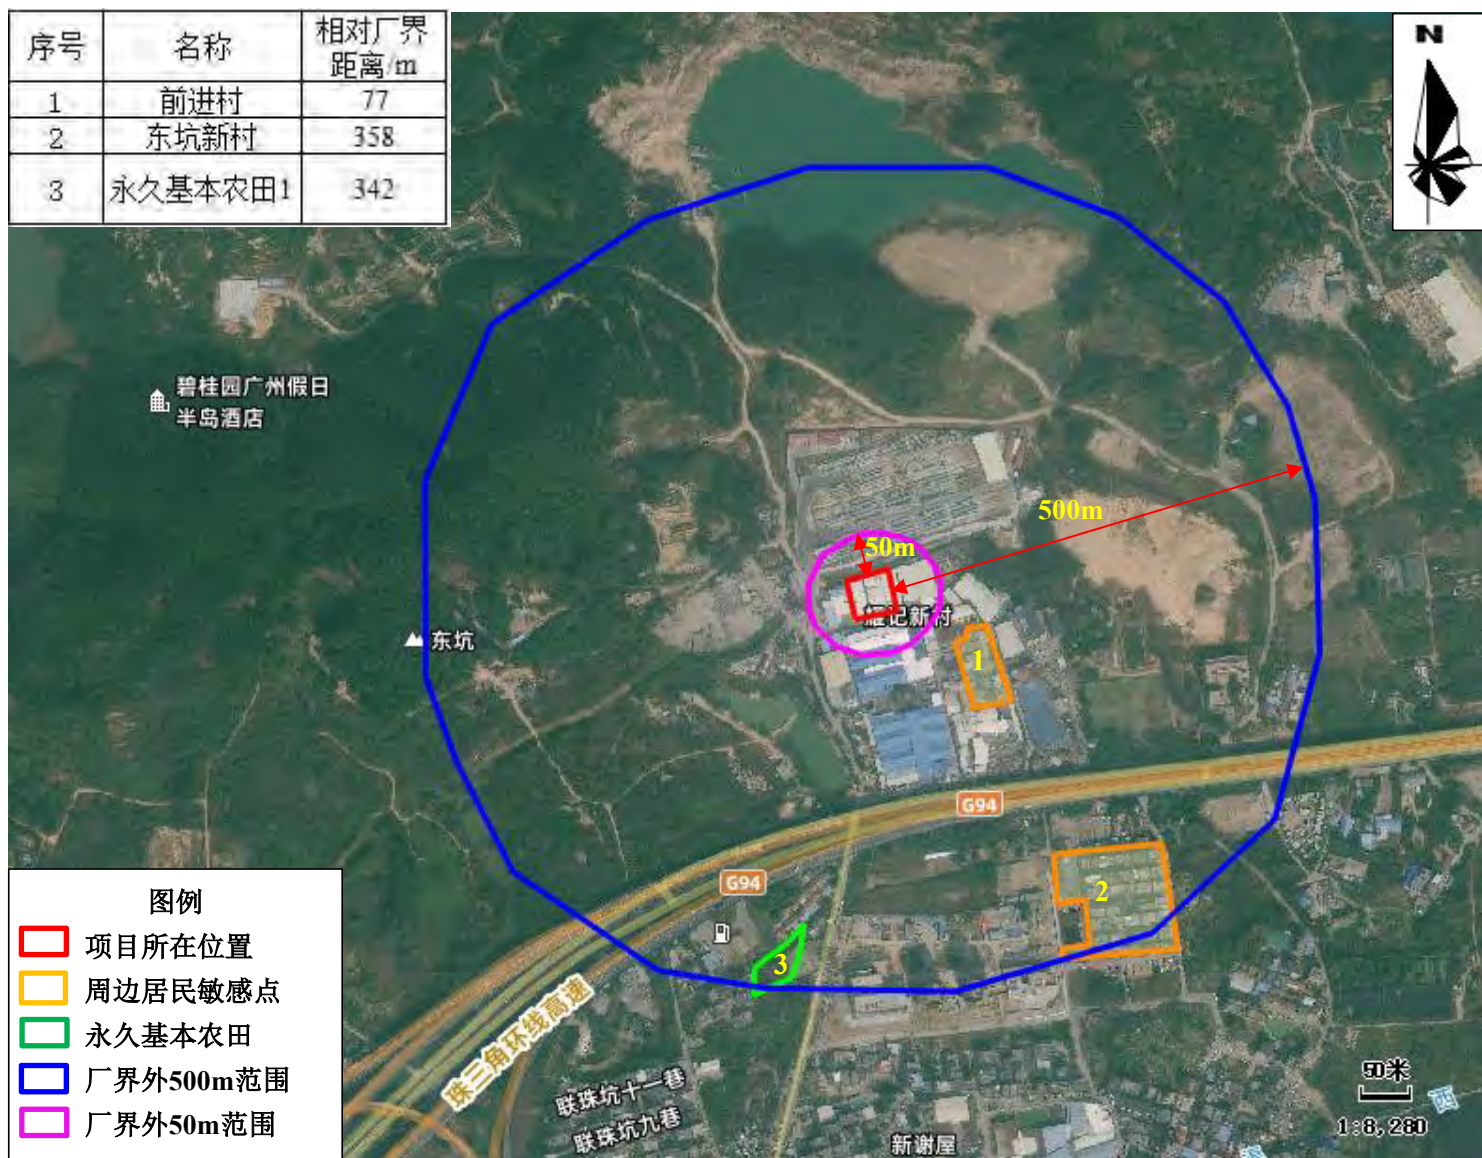 序号 名称 相对厂界距离/m
1 前进村 77
2 东坑新村 358
3 永久基本农田1 342
N
碧桂园广州假日
半岛酒店
500m
50m
雁记新村
东坑
1
G94
G94
2
3
珠三角环线高速
联珠坑十一巷
联珠坑九巷
新谢屋
50米
1:8,280
西
图例
项目所在位置
周边居民敏感点
永久基本农田
厂界外500m范围
厂界外50m范围